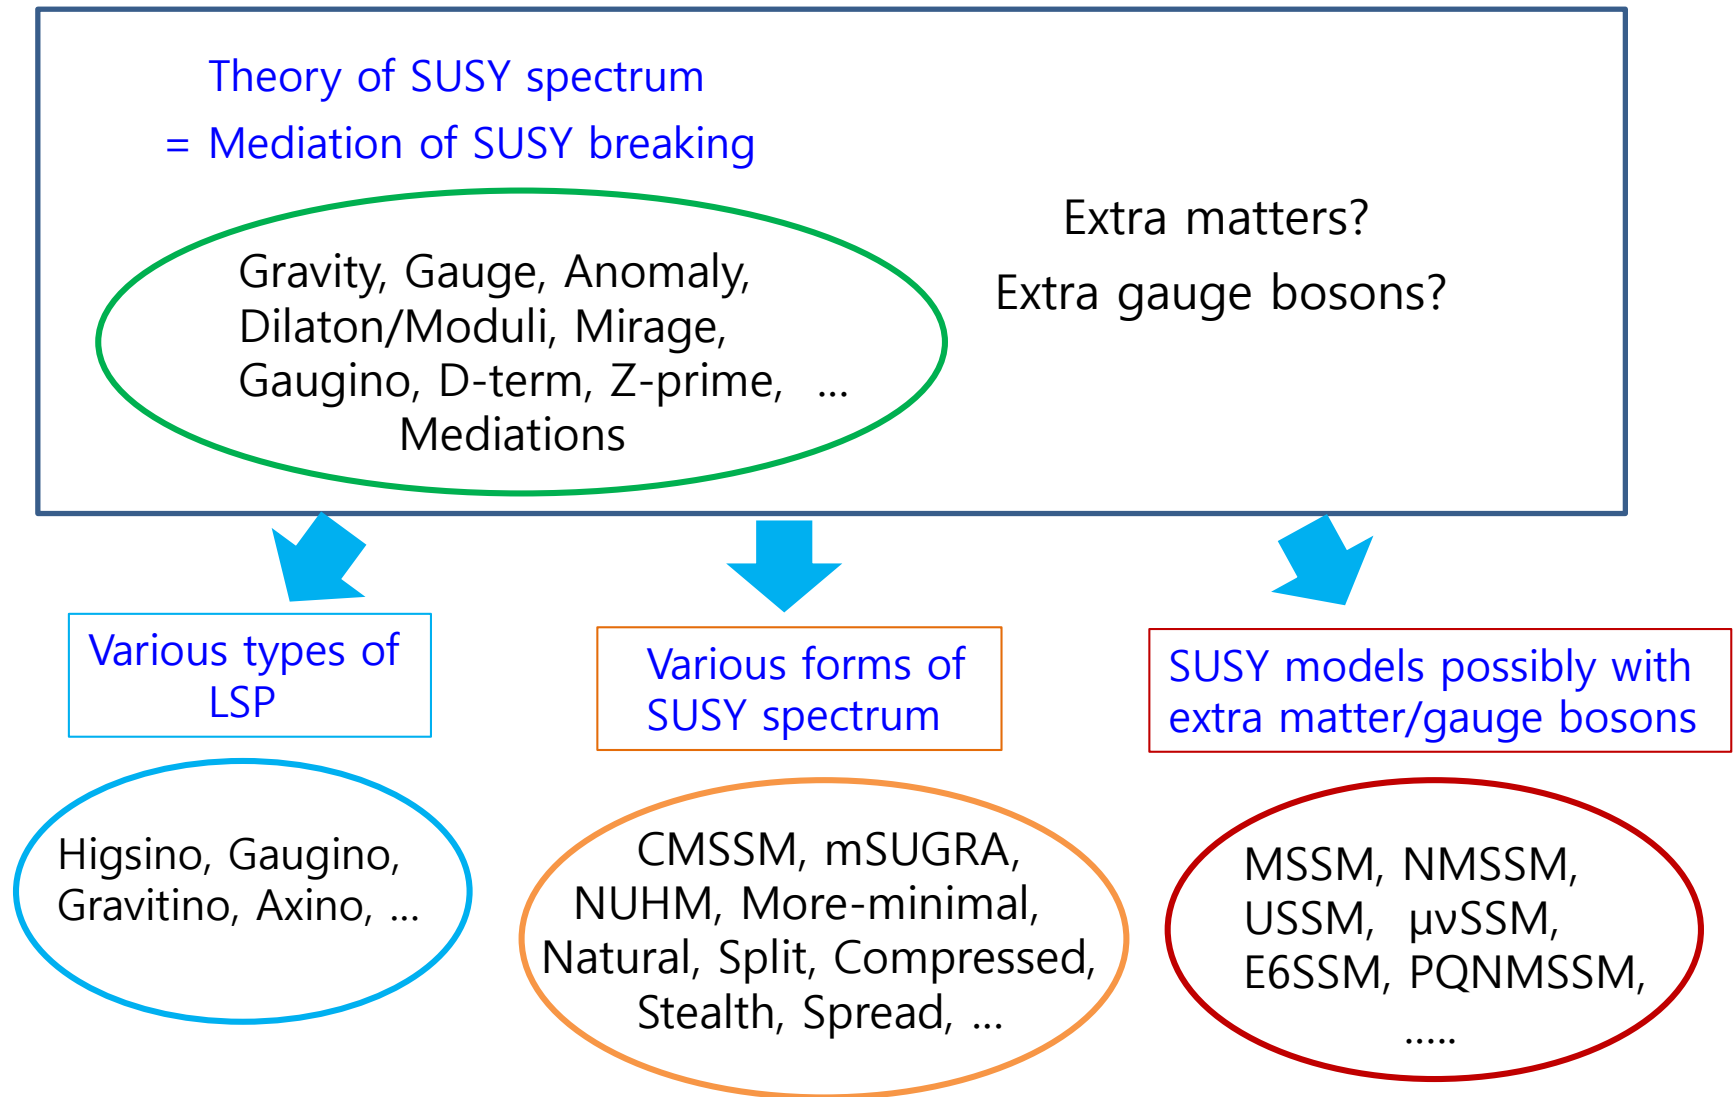 Theory of SUSY spectrum
= Mediation of SUSY breaking
Gravity, Gauge, Anomaly,
Dilaton/Moduli, Mirage,
Gaugino, D-term, Z-prime, ...
Mediations
Extra matters?
Extra gauge bosons?
Various types of
LSP
Higsino, Gaugino,
Gravitino, Axino, ...
Various forms of
SUSY spectrum
CMSSM, mSUGRA,
NUHM, More-minimal,
Natural, Split, Compressed,
Stealth, Spread, ...
SUSY models possibly with
extra matter/gauge bosons
MSSM, NMSSM,
USSM, μνSSM,
E6SSM, PQNMSSM,
.....